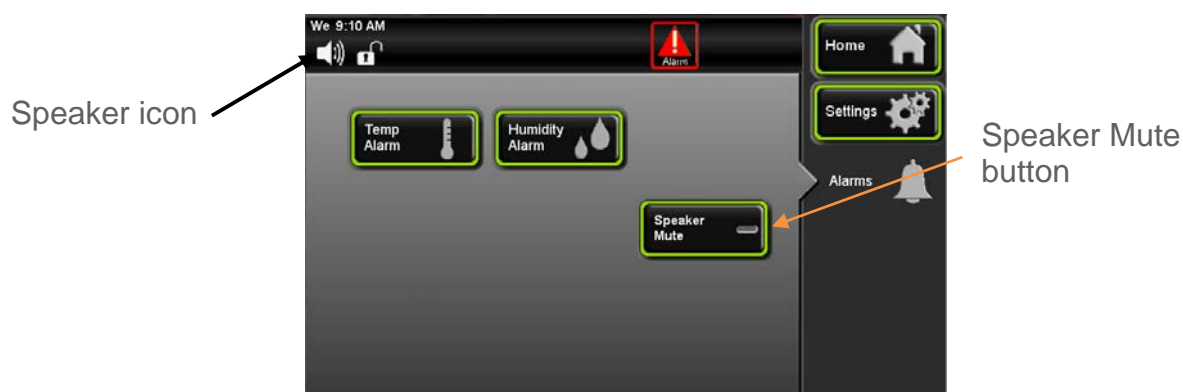 We 9:10 AM
Alarm
Home
Speaker icon
Settings
Temp
Alarm
Humidity
Alarm
Speaker Mute
button
Alarms
Speaker
Mute